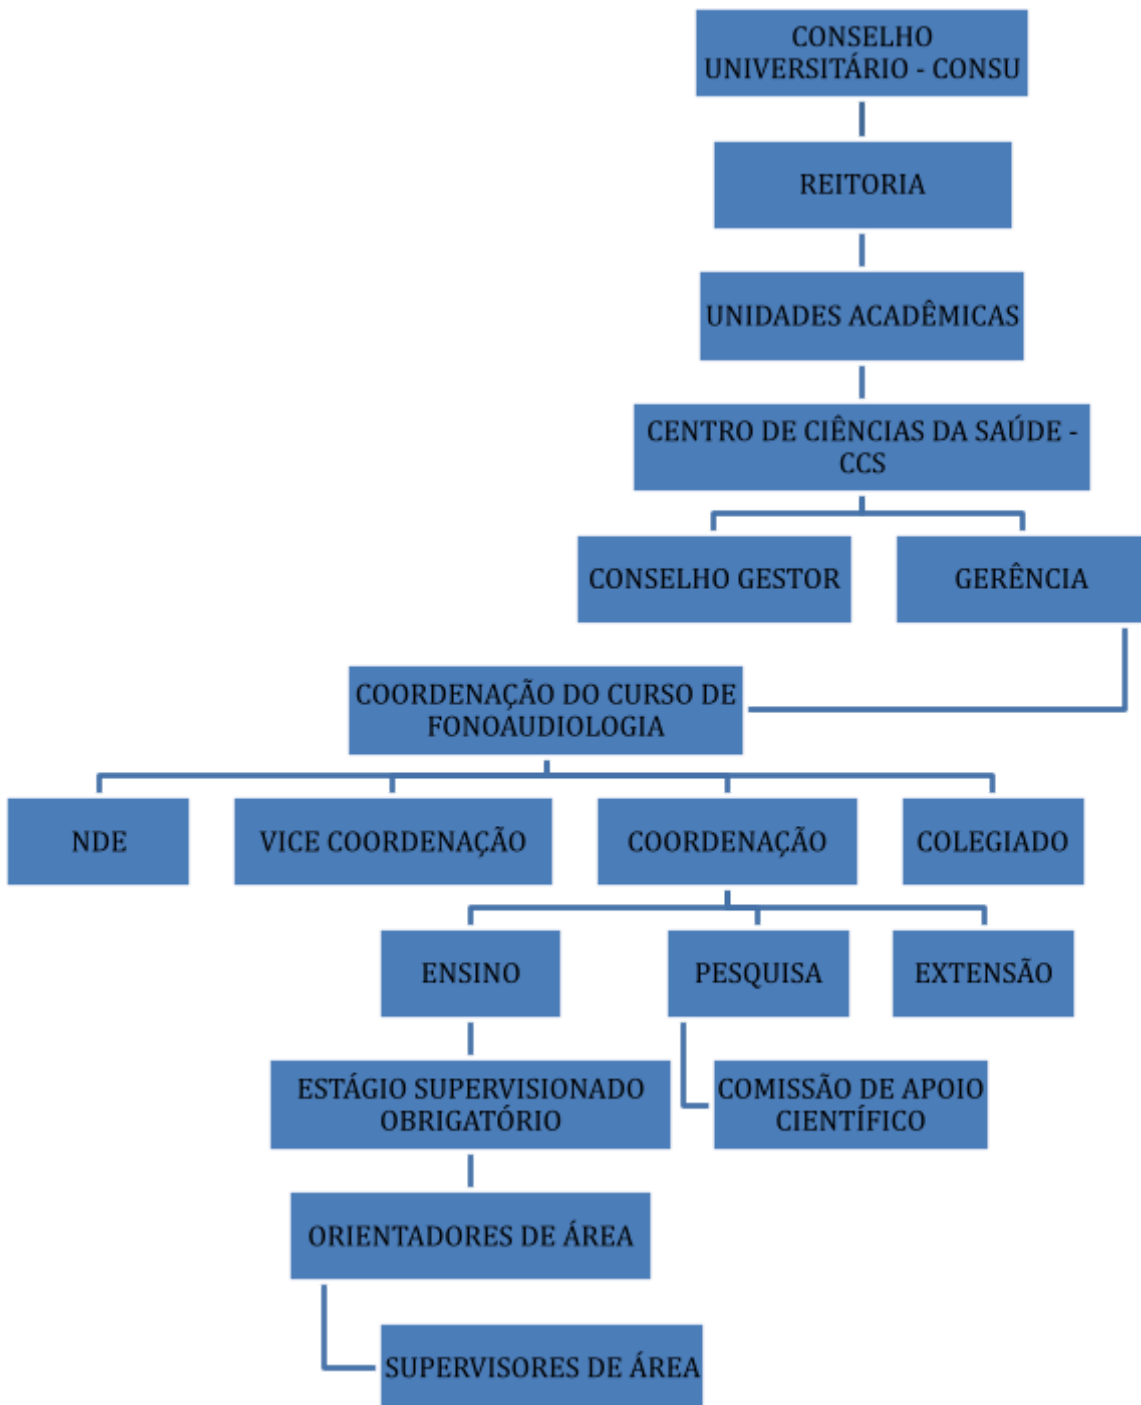 CONSELHO
UNIVERSITÁRIO - CONSU
REITORIA
UNIDADES ACADÊMICAS
CENTRO DE CIÊNCIAS DA SAÚDE -
CCS
CONSELHO GESTOR
GERÊNCIA
COORDENAÇÃO DO CURSO DE
FONOAUDIOLOGIA
NDE
VICE COORDENAÇÃO
COORDENAÇÃO
COLEGIADO
ENSINO
PESQUISA
EXTENSÃO
ESTÁGIO SUPERVISIONADO
OBRIGATÓRIO
COMISSÃO DE APOIO
CIENTÍFICO
ORIENTADORES DE ÁREA
SUPERVISORES DE ÁREA